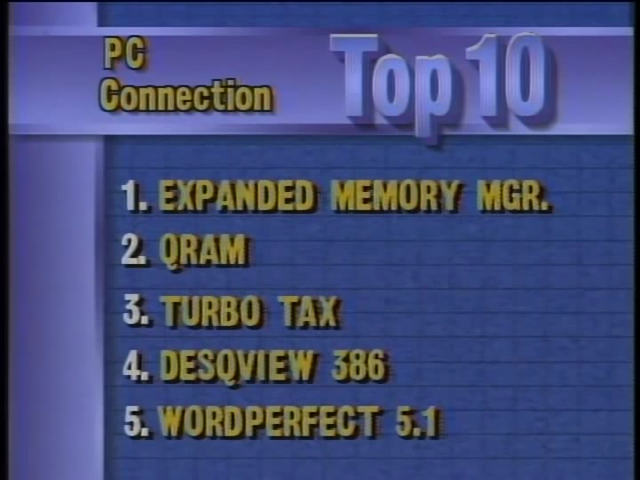 PC
Connection
Top 10
1. EXPANDED MEMORY MGR.
2. QRAM
3. TURBO TAX
4. DESQVIEW 386
5. WORDPERFECT 5.1